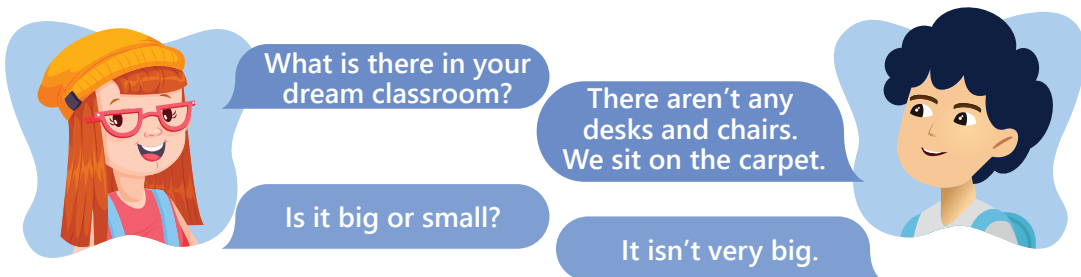 What is there in your
dream classroom?
There aren't any
desks and chairs.
We sit on the carpet.
Is it big or small?
It isn't very big.